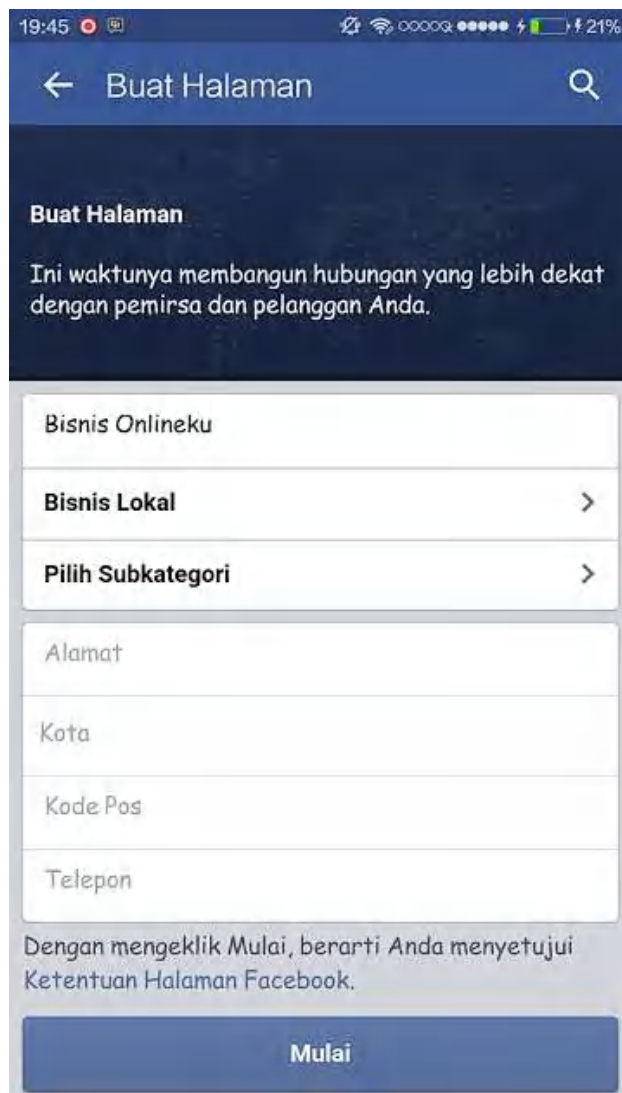 19:45 21%
Buat Halaman
Buat Halaman
Ini waktunya membangun hubungan yang lebih dekat
dengan pemirsa dan pelanggan Anda.
Bisnis Onlineku
Bisnis Lokal
Pilih Subkategori
Alamat
Kota
Kode Pos
Telepon
Dengan mengeklik Mulai, berarti Anda menyetujui
Ketentuan Halaman Facebook.
Mulai